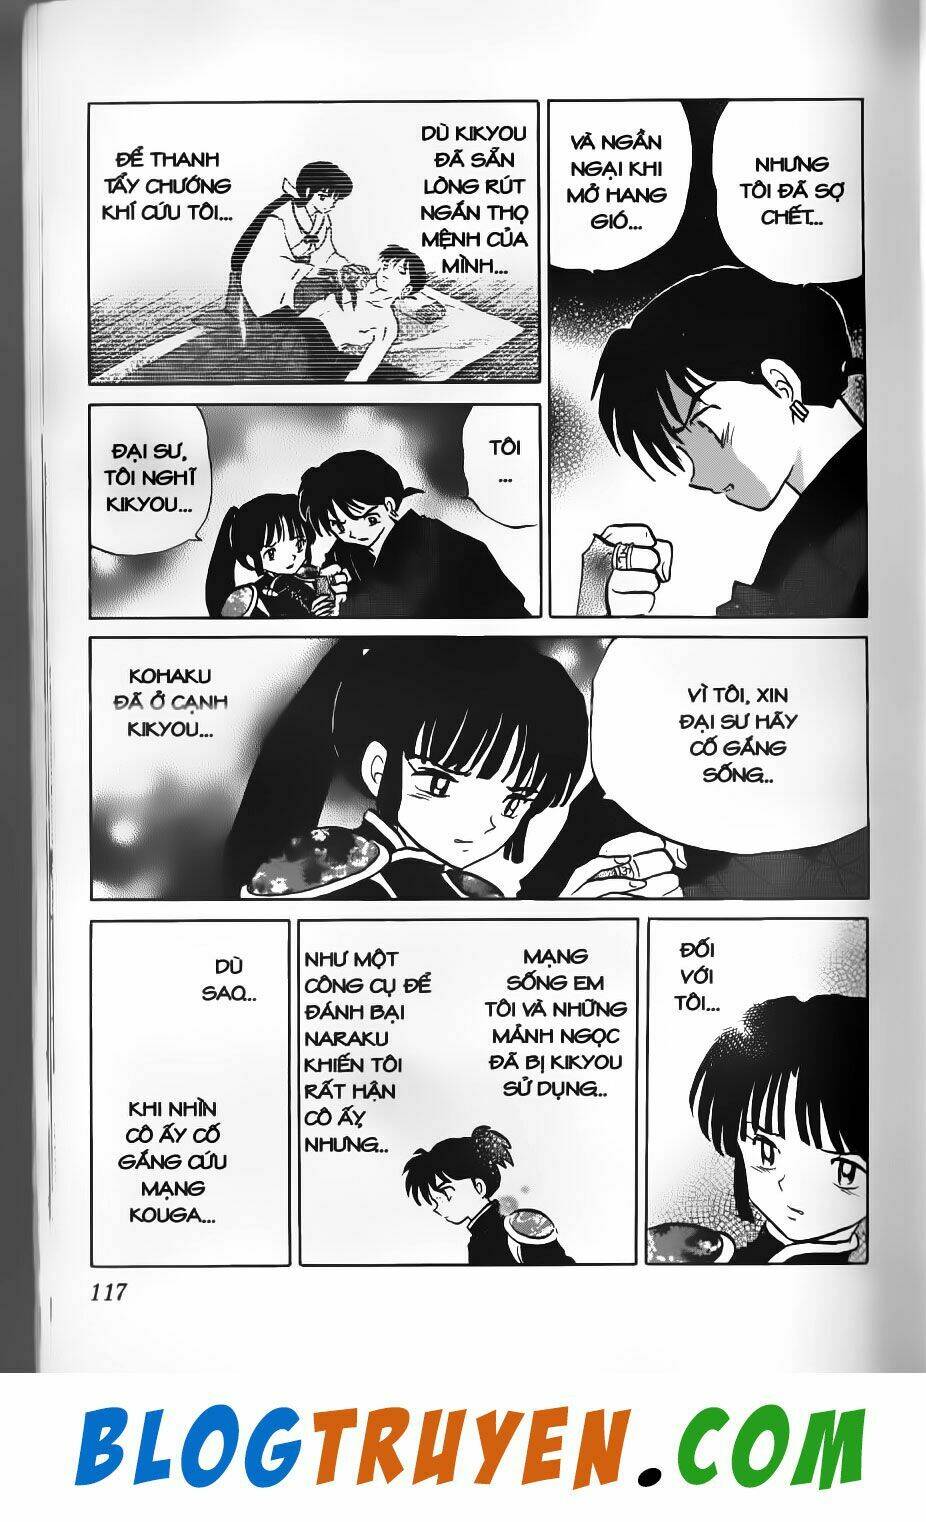 NHƯNG
TÔI ĐÃ SỢ
CHẾT...
VÀ NGẦN
NGẠI KHI
MỞ HANG
GIÓ...
DÙ KIKYOU
ĐÃ SẴN
LÒNG RÚT
NGẮN THỌ
MỆNH CỦA
MÌNH...
ĐỂ THANH
TẨY CHƯỚNG
KHÍ CỨU TÔI...
TÔI
...
ĐẠI SƯ,
TÔI NGHĨ
KIKYOU...
VÌ TÔI, XIN
ĐẠI SƯ HÃY
CỐ GẮNG
SỐNG...
KOHAKU
ĐÃ Ở CẠNH
KIKYOU...
ĐỐI
VỚI
TÔI...
MẠNG
SỐNG EM
TÔI VÀ NHỮNG
MẢNH NGỌC
ĐÃ BỊ KIKYOU
SỬ DỤNG...
NHƯ MỘT
CÔNG CỤ ĐỂ
ĐÁNH BẠI
NARAKU
KHIẾN TÔI
RẤT HẬN
CÔ ẤY,
NHƯNG...
DÙ
SAO...
KHI NHÌN
CÔ ẤY CỐ
GẮNG CỨU
MẠNG
KOUGA...
117
BLOGTRUYEN.COM